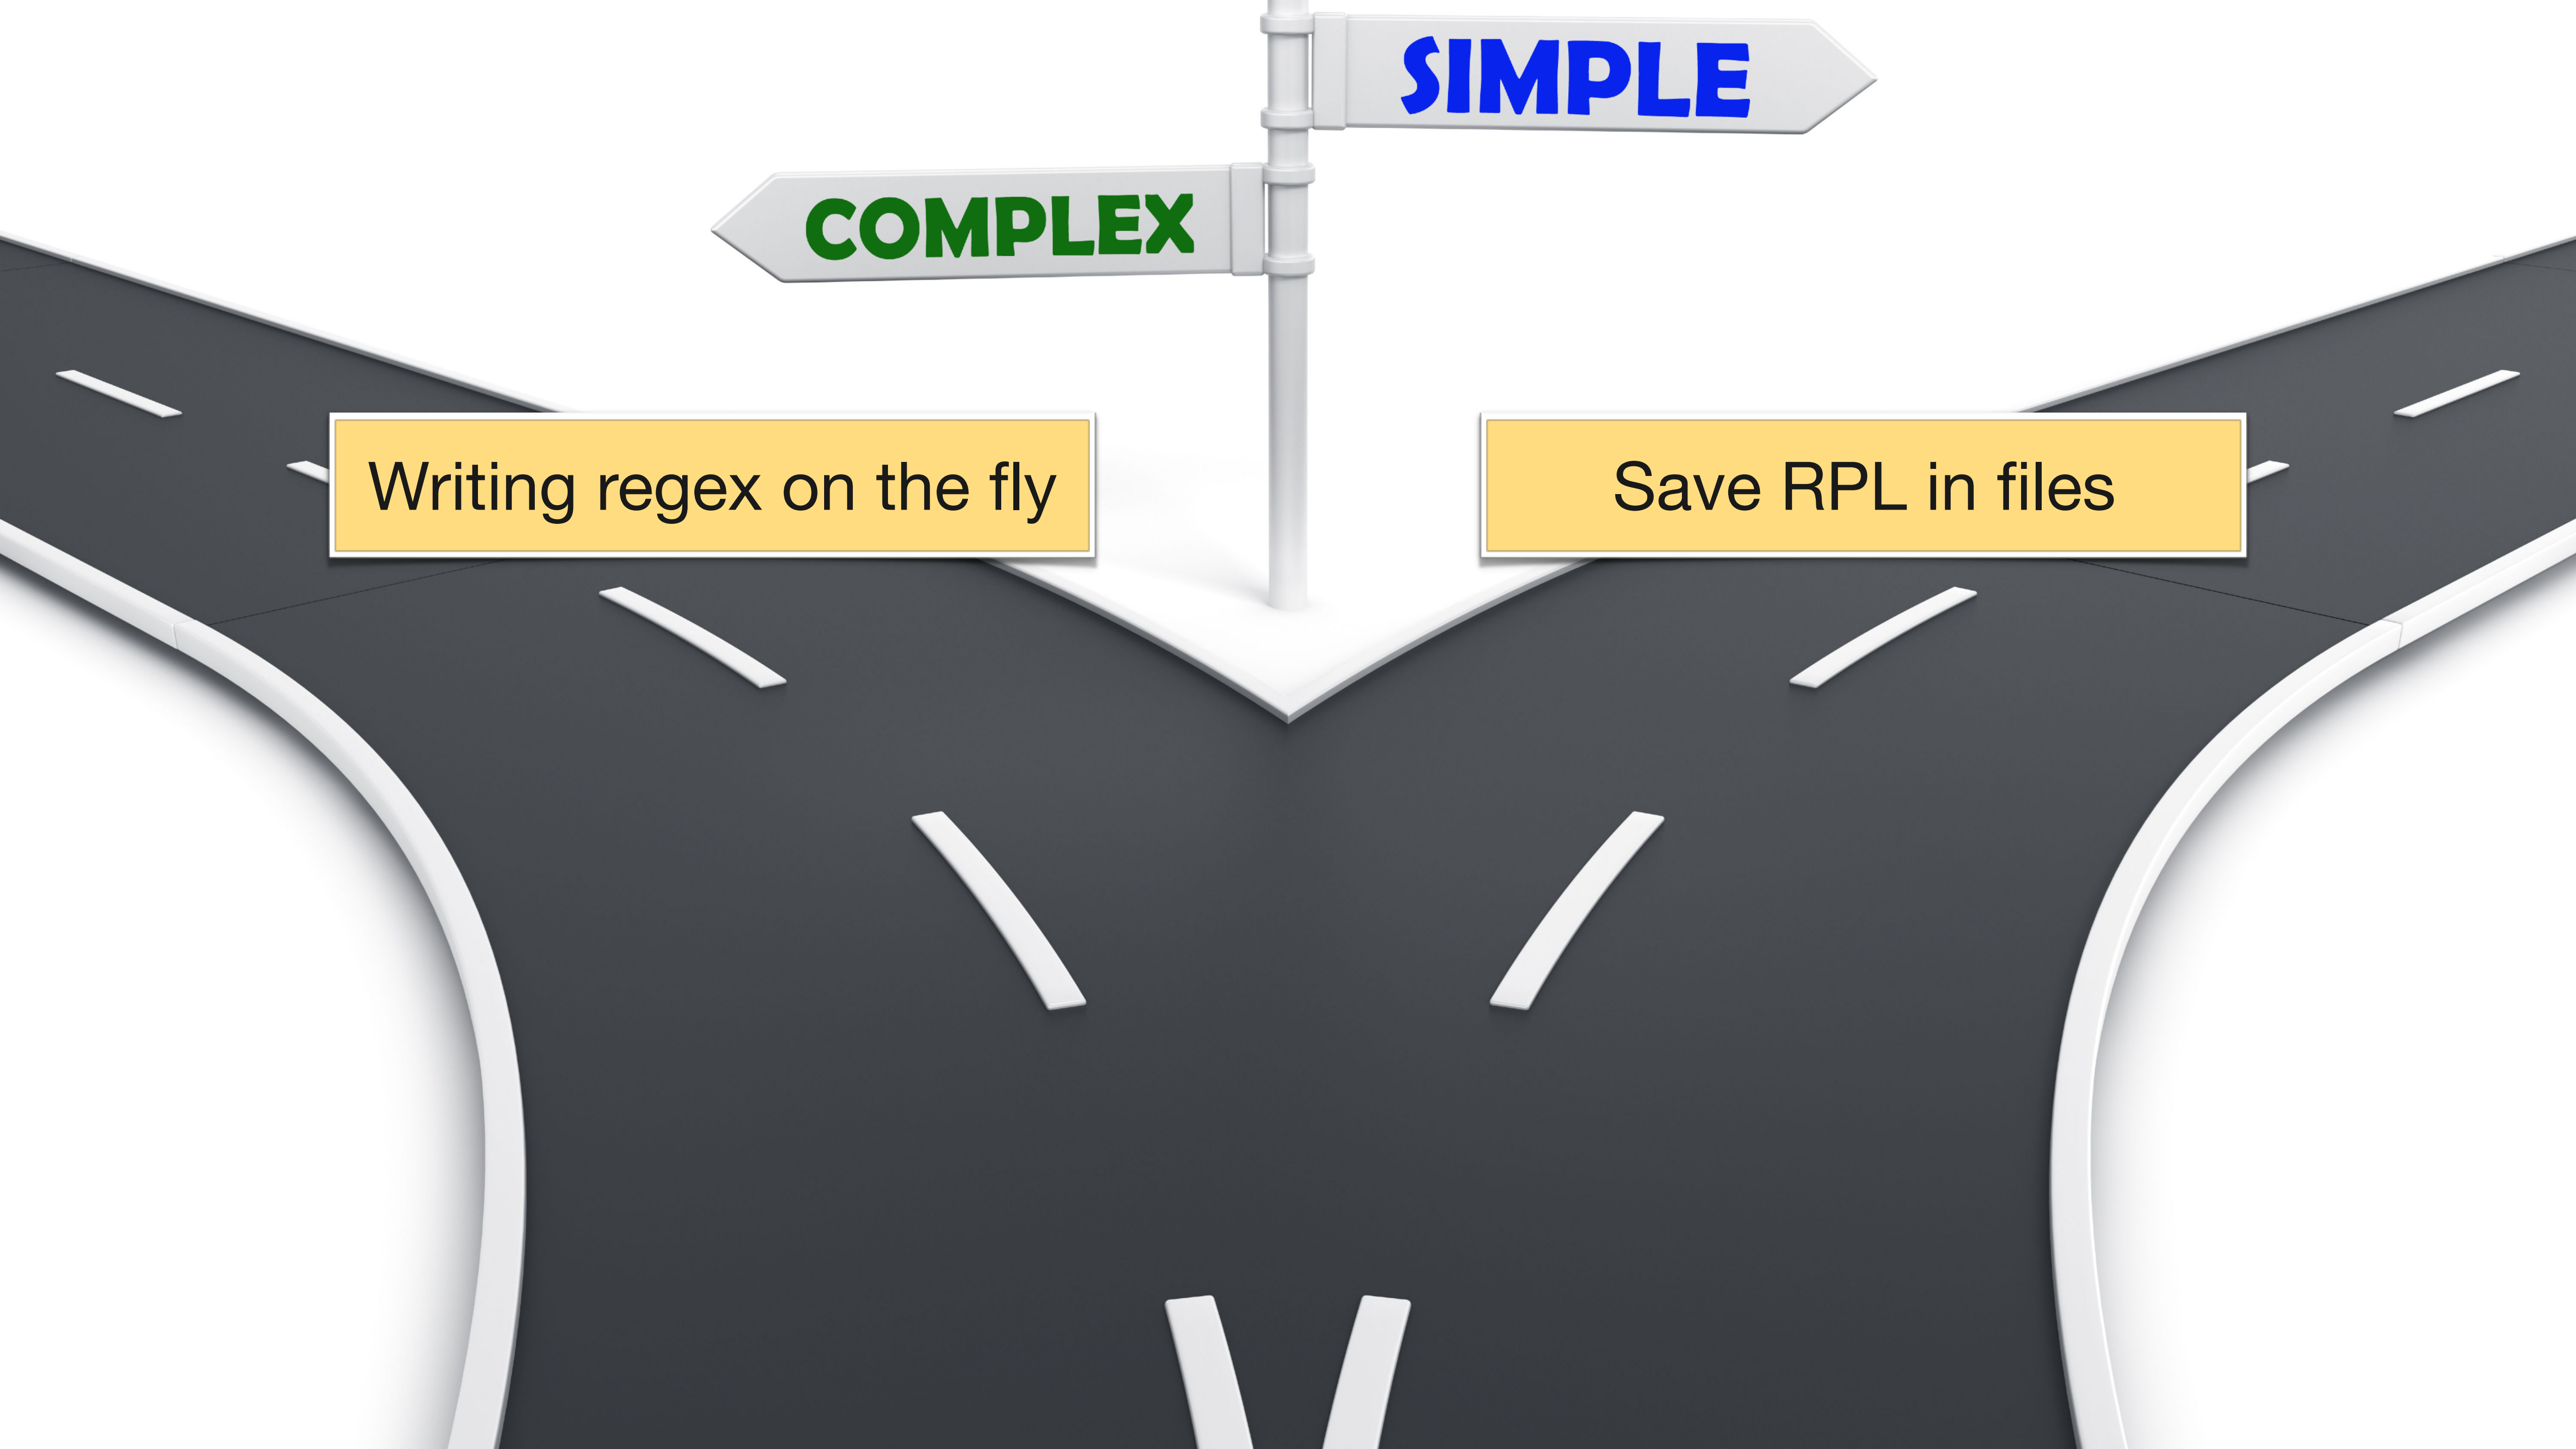 SIMPLE
COMPLEX
Writing regex on the fly
Save RPL in files